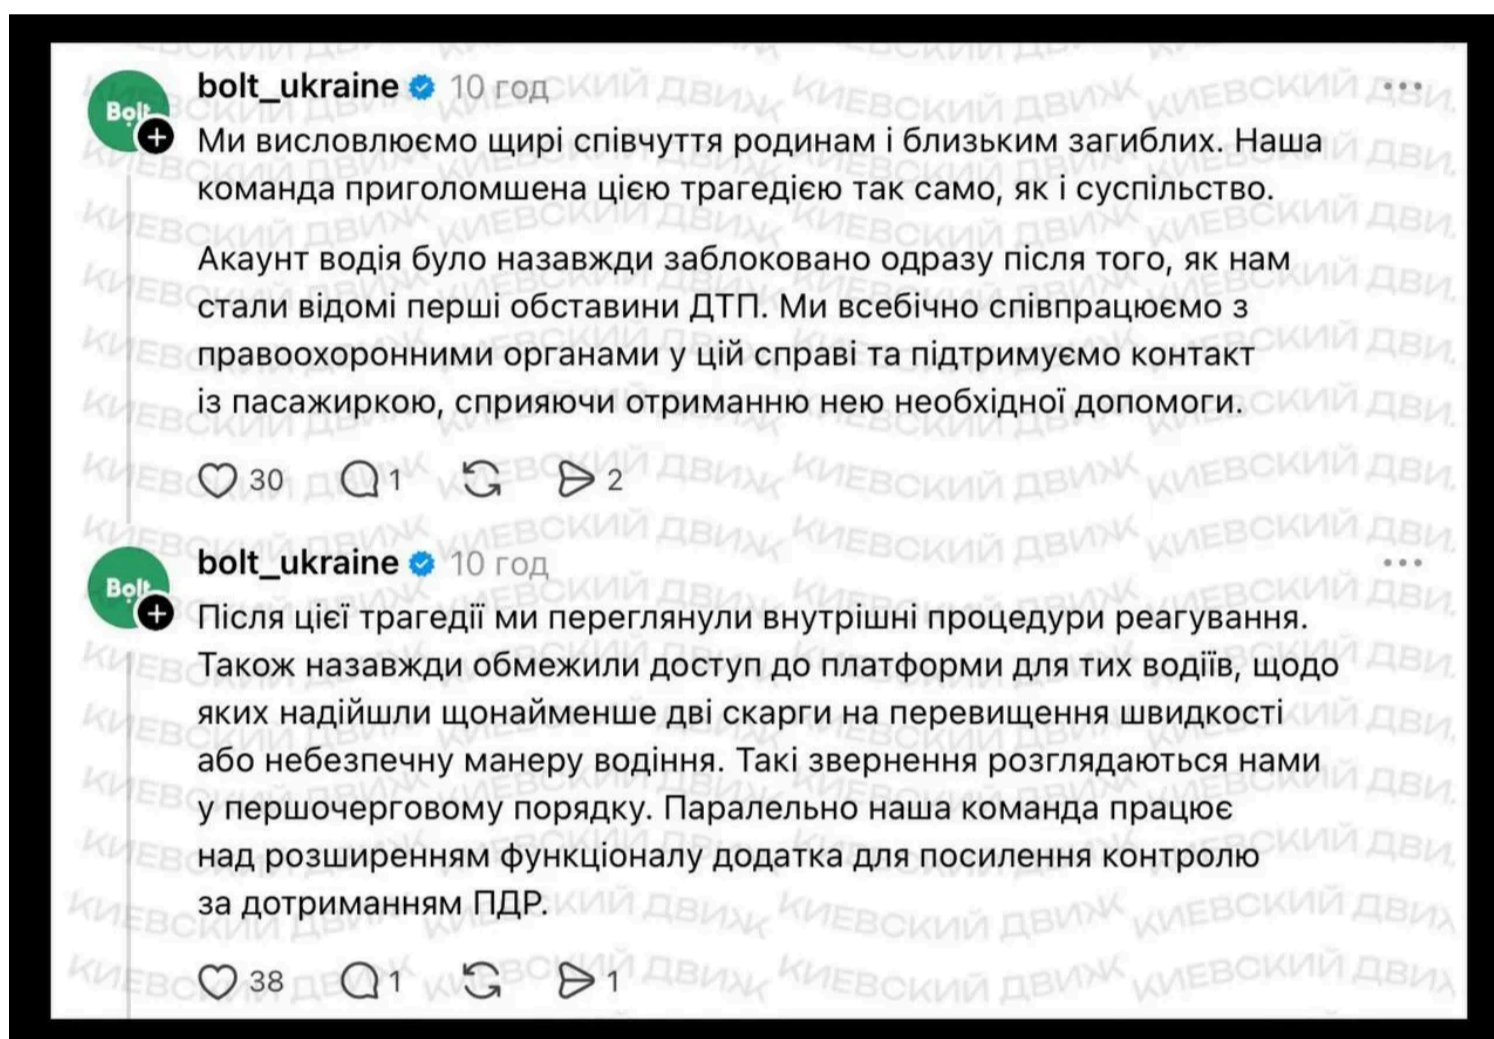 bolt_ukraine 10 год
Bolt
Ми висловлюємо щирі співчуття родинам і близьким загиблих. Наша
команда приголомшена цією трагедією так само, як і суспільство.
Акаунт водія було назавжди заблоковано одразу після того, як нам
стали відомі перші обставини ДТП. Ми всебічно співпрацюємо з
правоохоронними органами у цій справі та підтримуємо контакт
із пасажиркою, сприяючи отриманню нею необхідної допомоги.
30 1 2
bolt_ukraine 10 год
Bolt
Після цієї трагедії ми переглянули внутрішні процедури реагування.
Також назавжди обмежили доступ до платформи для тих водіїв, щодо
яких надійшли щонайменше дві скарги на перевищення швидкості
або небезпечну манеру водіння. Такі звернення розглядаються нами
у першочерговому порядку. Паралельно наша команда працює
над розширенням функціоналу додатка для посилення контролю
за дотриманням ПДР.
38 1 1
КИЕВСКИЙ ДВИЖ